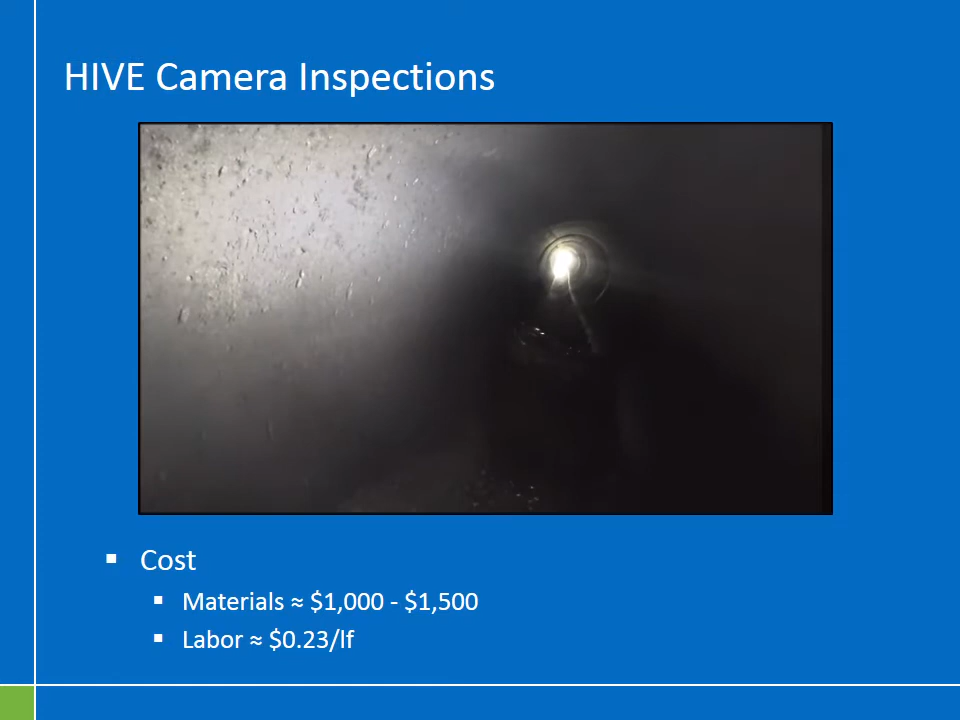 HIVE Camera Inspections
▪ Cost
▪ Materials ≈ $1,000 - $1,500
▪ Labor ≈ $0.23/lf